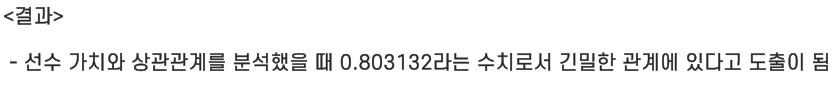 <결과>
- 선수 가치와 상관관계를 분석했을 때 0.803132라는 수치로서 긴밀한 관계에 있다고 도출이 됨